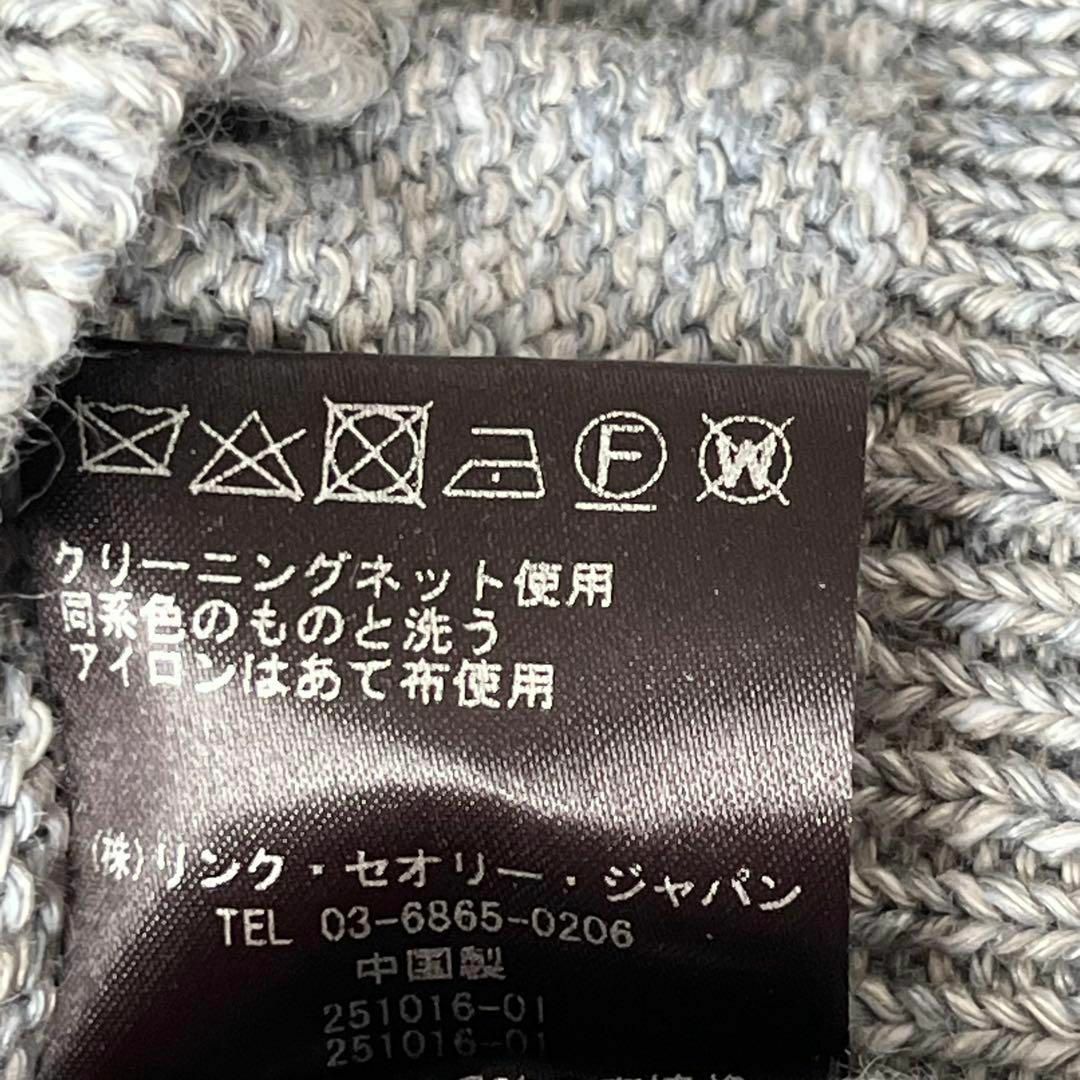 F W
クリーニングネット使用
同系色のものと洗う
アイロンはあて布使用
(株)リンク・セオリー・ジャパン
TEL 03-6865-0206
中国製
251016-01
251016-01